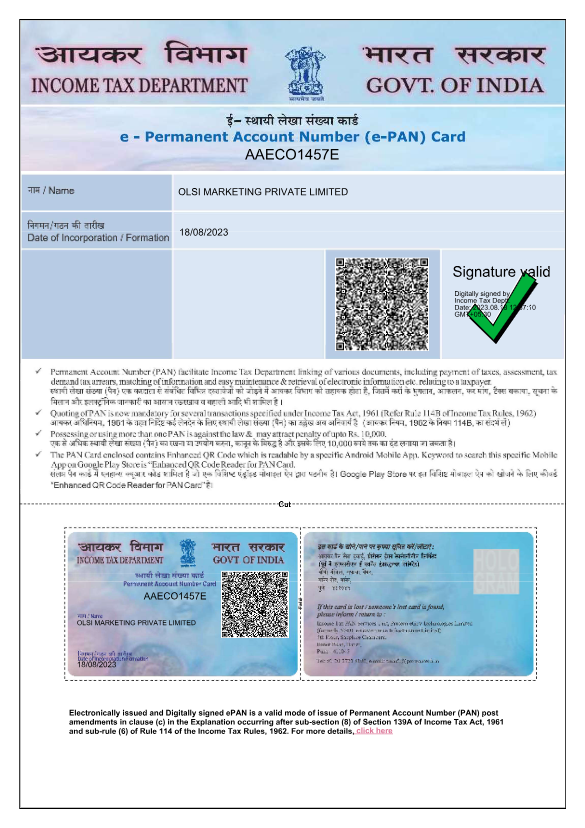 आयकर विभाग
INCOME TAX DEPARTMENT
सत्यमेव जयते
भारत सरकार
GOVT. OF INDIA
ई- स्थायी लेखा संख्या कार्ड
e - Permanent Account Number (e-PAN) Card
AAECO1457E
नाम / Name
OLSI MARKETING PRIVATE LIMITED
निगमन/गठन की तारीख
Date of Incorporation / Formation
18/08/2023
Signature valid
Digitally signed by
Income Tax Dept.
Date: 2023.08.
GMT+05:30
✓ Permanent Account Number (PAN) facilitate Income Tax Department linking of various documents, including payment of taxes, assessment, tax
demand tax arrears, matching of information and easy maintenance & retrieval of electronic information etc. relating to a taxpayer.
स्थायी लेखा संख्या (पैन) एक करदाता से संबंधित विभिन्न दस्तावेजों को जोड़ने में आयकर विभाग को सहायक होता है, जिसमें करों के भुगतान, आकलन, कर मांग, टैक्स बकाया, सूचना के
मिलान और इलक्ट्रॉनिक जानकारी का आसान रखरखाव व बहाली आदि भी शामिल है ।
✓ Quoting of PAN is now mandatory for several transactions specified under Income Tax Act, 1961 (Refer Rule 114B of Income Tax Rules, 1962)
आयकर अधिनियम, 1961 के तहत निर्दिष्ट कई लेनदेन के लिए स्थायी लेखा संख्या (पैन) का उल्लेख अब अनिवार्य है (आयकर नियम, 1962 के नियम 114B, का संदर्भ लें)
✓ Possessing or using more than one PAN is against the law & may attract penalty of upto Rs. 10,000.
एक से अधिक स्थायी लेखा संख्या (पैन) का रखना या उपयोग करना, कानून के विरुद्ध है और इसके लिए 10,000 रुपये तक का दंड लगाया जा सकता है।
✓ The PAN Card enclosed contains Enhanced QR Code which is readable by a specific Android Mobile App. Keyword to search this specific Mobile
App on Google Play Store is "Enhanced QR Code Reader for PAN Card.
संलग्न पैन कार्ड में एनहान्स क्यूआर कोड शामिल है जो एक विशिष्ट एंड्रॉइड मोबाइल ऐप द्वारा पठनीय है। Google Play Store पर इस विशिष्ट मोबाइल ऐप को खोजने के लिए कीवर्ड
"Enhanced QR Code Reader for PAN Card" है।
Cut
आयकर विभाग
INCOME TAX DEPARTMENT
भारत सरकार
GOVT OF INDIA
स्थायी लेखा संख्या कार्ड
Permanent Account Number Card
AAECO1457E
नाम / Name
OLSI MARKETING PRIVATE LIMITED
Date of Incorporation/Formation
18/08/2023
Fold
इस कार्ड के खोने/पाने पर कृपया सूचित करें/लौटाएं :
If this card is lost / someone's lost card is found,
please inform / return to :
Electronically issued and Digitally signed ePAN is a valid mode of issue of Permanent Account Number (PAN) post
amendments in clause (c) in the Explanation occurring after sub-section (8) of Section 139A of Income Tax Act, 1961
and sub-rule (6) of Rule 114 of the Income Tax Rules, 1962. For more details, click here